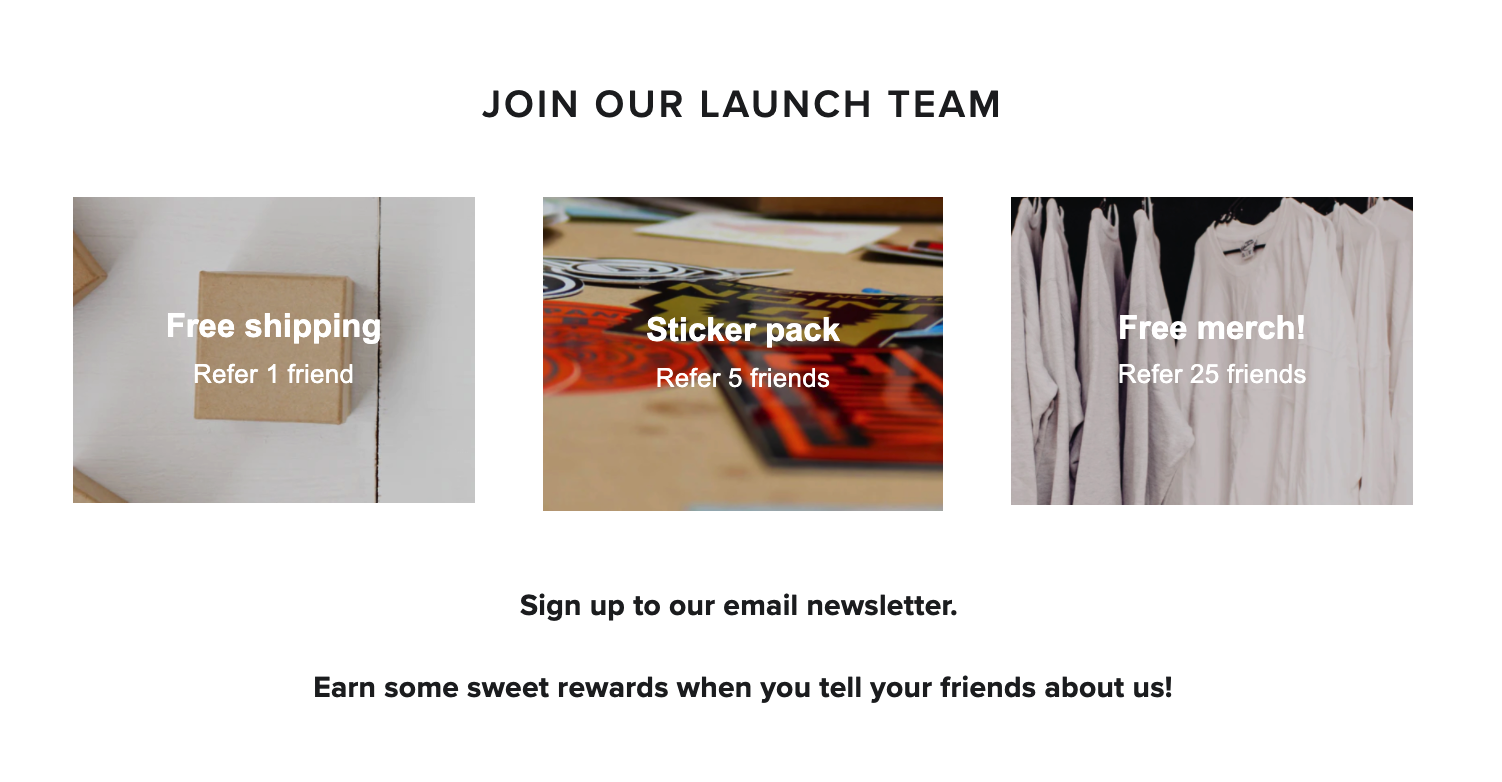 JOIN OUR LAUNCH TEAM
Free shipping
Refer 1 friend
Sticker pack
Refer 5 friends
Free merch!
Refer 25 friends
Sign up to our email newsletter.
Earn some sweet rewards when you tell your friends about us!